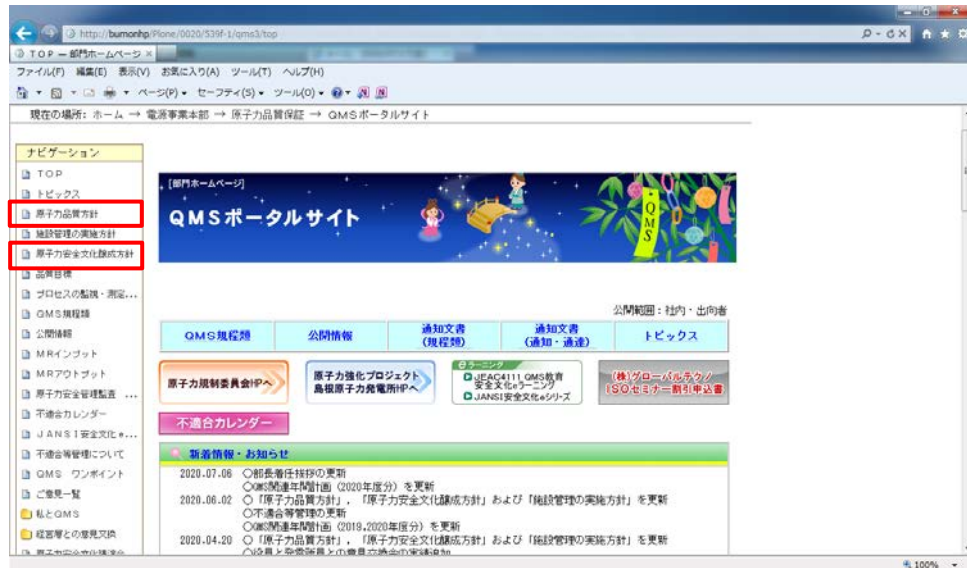 http://bumonhp/Plone/0020/539f-1/qms3/top
TOP — 部門ホームページ
ファイル(F) 編集(E) 表示(V) お気に入り(A) ツール(T) ヘルプ(H)
ページ(P) セーフティ(S) ツール(O)
現在の場所: ホーム → 電源事業本部 → 原子力品質保証 → QMSポータルサイト
ナビゲーション
TOP
トピックス
原子力品質方針
施設管理の実施方針
原子力安全文化醸成方針
品質目標
プロセスの監視・測定...
QMS規程類
公開情報
MRインプット
MRアウトプット
原子力安全管理監査 ...
不適合カレンダー
JANSI安全文化e...
不適合等管理について
QMS ワンポイント
ご意見一覧
私とQMS
経営層との意見交換
[部門ホームページ]
QMSポータルサイト
QMS
公開範囲：社内・出向者
QMS規程類
公開情報
通知文書
(規程類)
通知文書
(通知・通達)
トピックス
原子力規制委員会HPへ
原子力強化プロジェクト
島根原子力発電所HPへ
eラーニング
JEAC4111 QMS教育
安全文化eラーニング
JANSI安全文化eシリーズ
(株)グローバルテクノ
ISOセミナー割引申込書
不適合カレンダー
新着情報・お知らせ
2020.07.06 〇部長着任挨拶の更新
〇QMS関連年間計画（2020年度分）を更新
2020.06.02 〇「原子力品質方針」，「原子力安全文化醸成方針」および「施設管理の実施方針」を更新
〇不適合等管理の更新
〇QMS関連年間計画（2019,2020年度分）を更新
2020.04.20 〇「原子力品質方針」，「原子力安全文化醸成方針」および「施設管理の実施方針」を更新
〇役員と発電所員との意見交換会の実績追加
100%